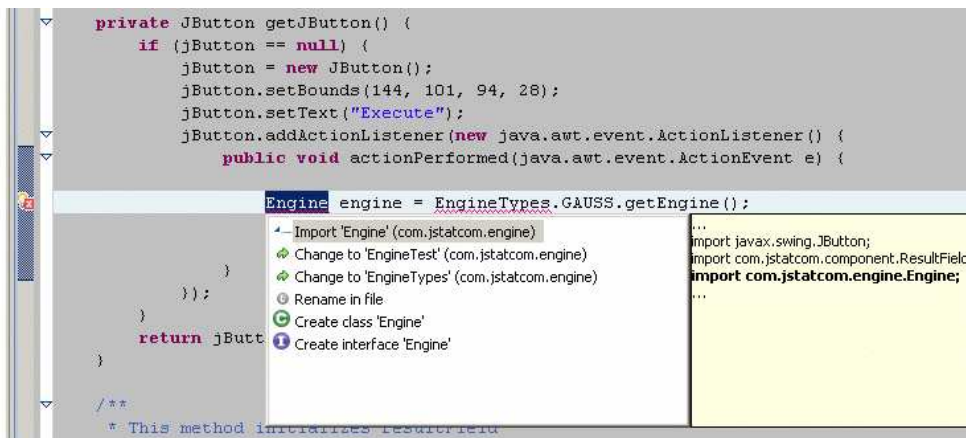 private JButton getJButton() {
if (jButton == null) {
jButton = new JButton();
jButton.setBounds(144, 101, 94, 28);
jButton.setText("Execute");
jButton.addActionListener(new java.awt.event.ActionListener() {
public void actionPerformed(java.awt.event.ActionEvent e) {
Engine engine = EngineTypes.GAUSS.getEngine();
Import 'Engine' (com.jstatcom.engine)
Change to 'EngineTest' (com.jstatcom.engine)
Change to 'EngineTypes' (com.jstatcom.engine)
Rename in file
Create class 'Engine'
Create interface 'Engine'
...
import javax.swing.JButton;
import com.jstatcom.component.ResultField
import com.jstatcom.engine.Engine;
...
}
});
}
return jButt
}
/**
* This method initializes resultField